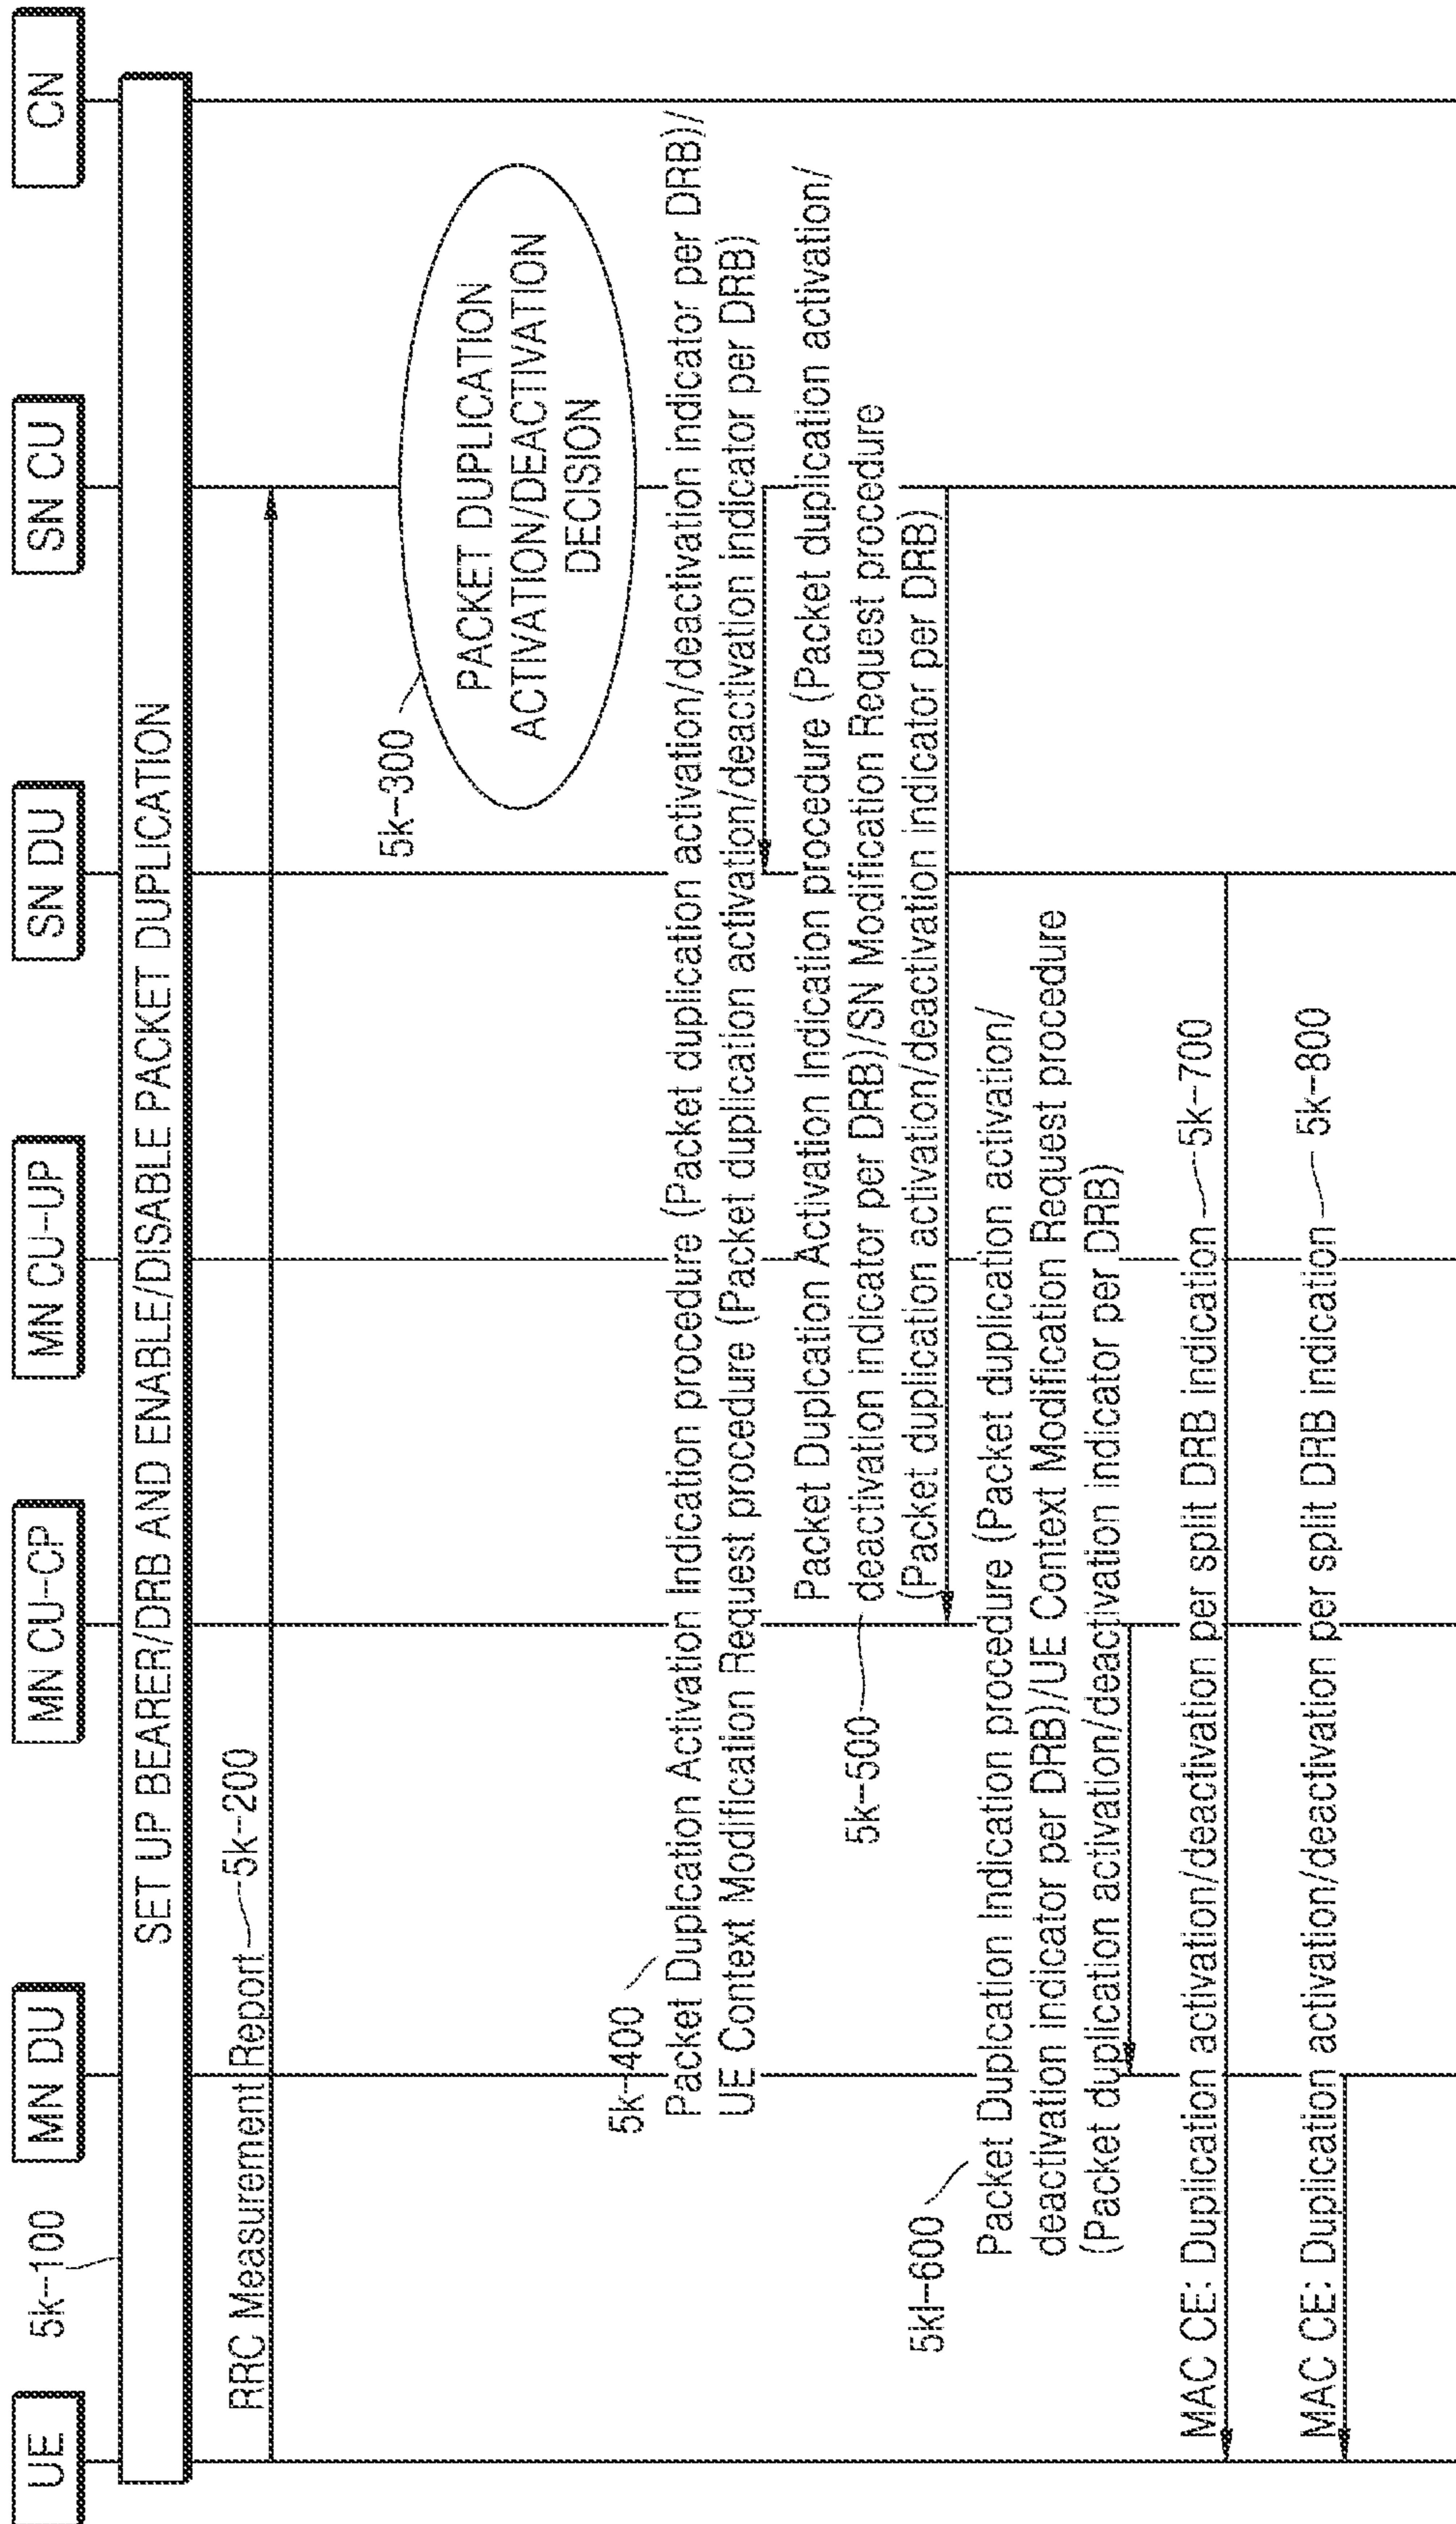 UE
MN DU
MN CU-CP
MN CU-UP
SN DU
SN CU
CN
5k-100
SET UP BEARER/DRB AND ENABLE/DISABLE PACKET DUPLICATION
RRC Measurement Report
5k-200
5k-300
PACKET DUPLICATION
ACTIVATION/DEACTIVATION
DECISION
5k-400
Packet Duplication Activation Indication procedure (Packet duplication activation/deactivation indicator per DRB)/
UE Context Modification Request procedure (Packet duplication activation/deactivation indicator per DRB)
5k-500
Packet Duplication Activation Indication procedure (Packet duplication activation/
deactivation indicator per DRB)/SN Modification Request procedure
(Packet duplication activation/deactivation indicator per DRB)
5kl-600
Packet Duplication Indication procedure (Packet duplication activation/
deactivation indicator per DRB)/UE Context Modification Request procedure
(Packet duplication activation/deactivation indicator per DRB)
MAC CE: Duplication activation/deactivation per split DRB indication
5k-700
MAC CE: Duplication activation/deactivation per split DRB indication
5k-800